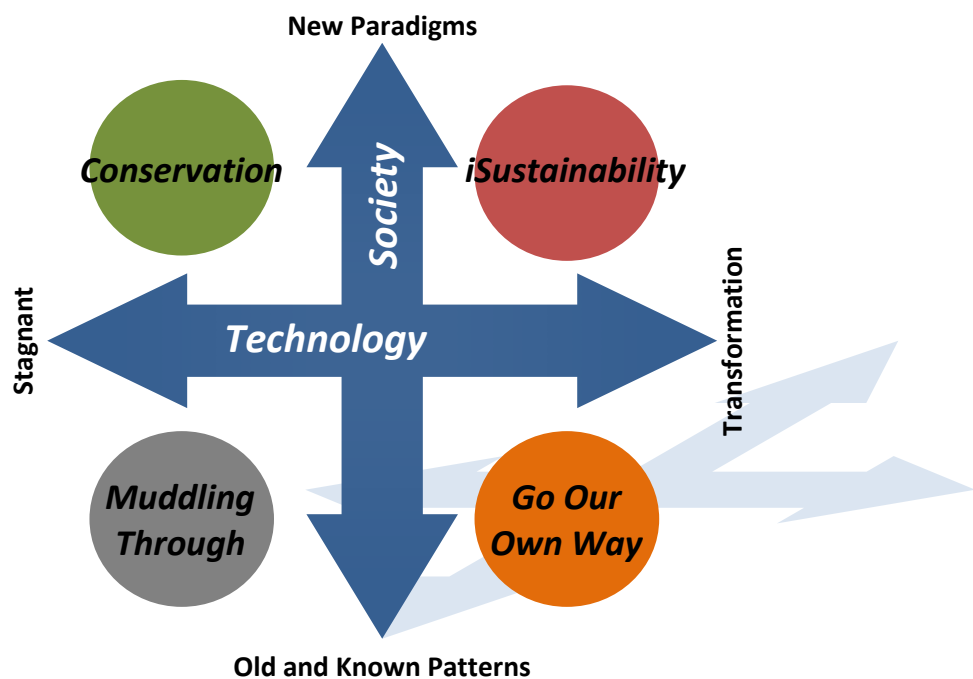 New Paradigms
Conservation
iSustainability
Society
Technology
Stagnant
Transformation
Muddling
Through
Go Our
Own Way
Old and Known Patterns